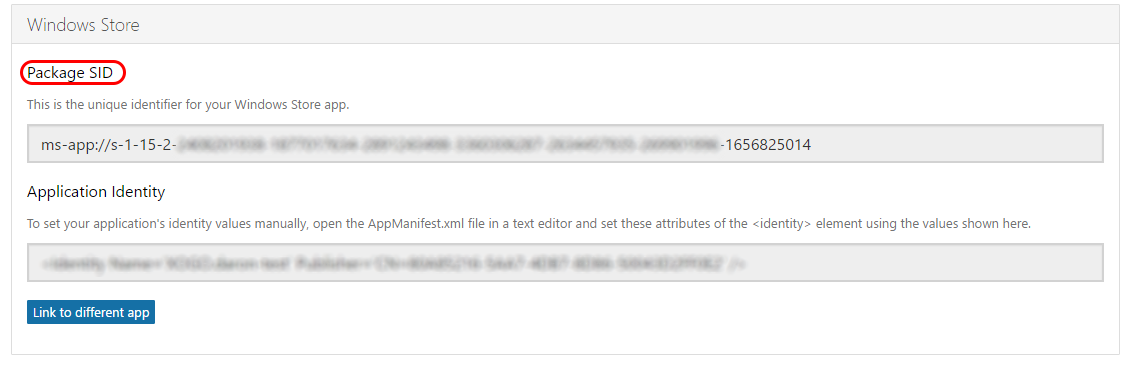 Windows Store
Package SID
This is the unique identifier for your Windows Store app.
ms-app://s-1-15-2- -1656825014
Application Identity
To set your application's identity values manually, open the AppManifest.xml file in a text editor and set these attributes of the <identity> element using the values shown here.
Link to different app